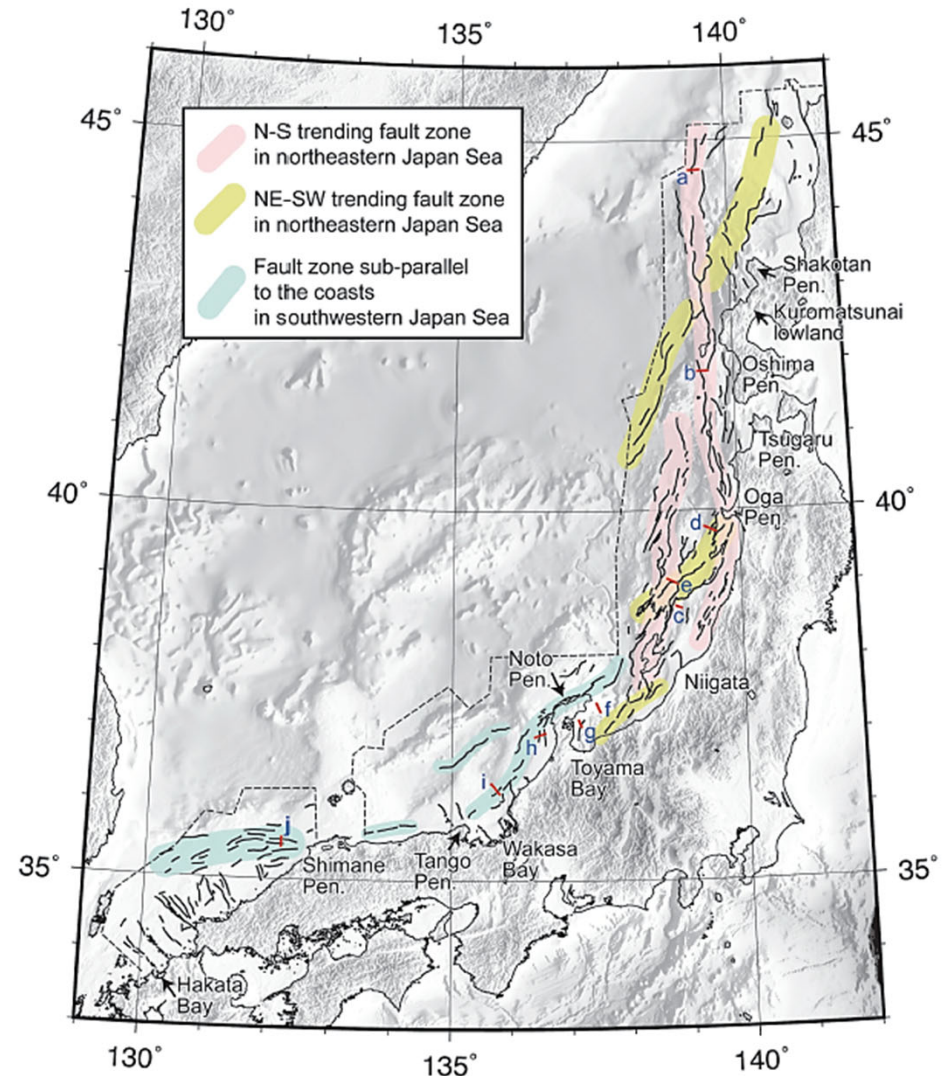 130°
135°
140°
45°
45°
N-S trending fault zone
in northeastern Japan Sea
NE-SW trending fault zone
in northeastern Japan Sea
Fault zone sub-parallel
to the coasts
in southwestern Japan Sea
a
Shakotan
Pen.
Kuromatsunai
lowland
b
Oshima
Pen.
Tsugaru
Pen.
40°
40°
Oga
Pen.
d
e
c
Noto
Pen.
Niigata
f
g
h
Toyama
Bay
i
j
Wakasa
Bay
Tango
Pen.
Shimane
Pen.
35°
35°
Hakata
Bay
130°
135°
140°